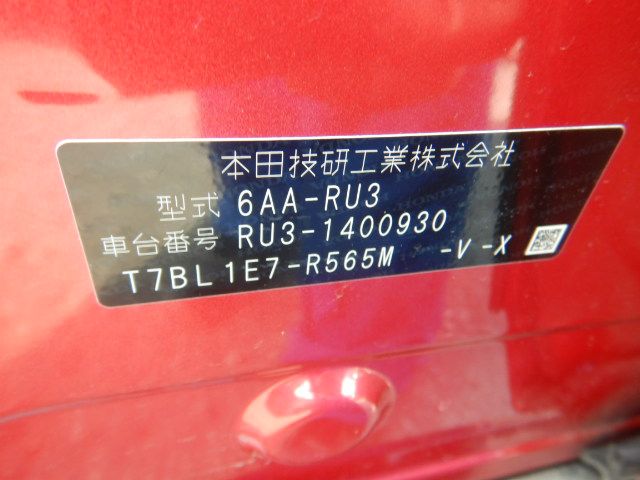 本田技研工業株式会社
型式 6AA-RU3
車台番号 RU3-1400930
T7BL1E7-R565M -V -X